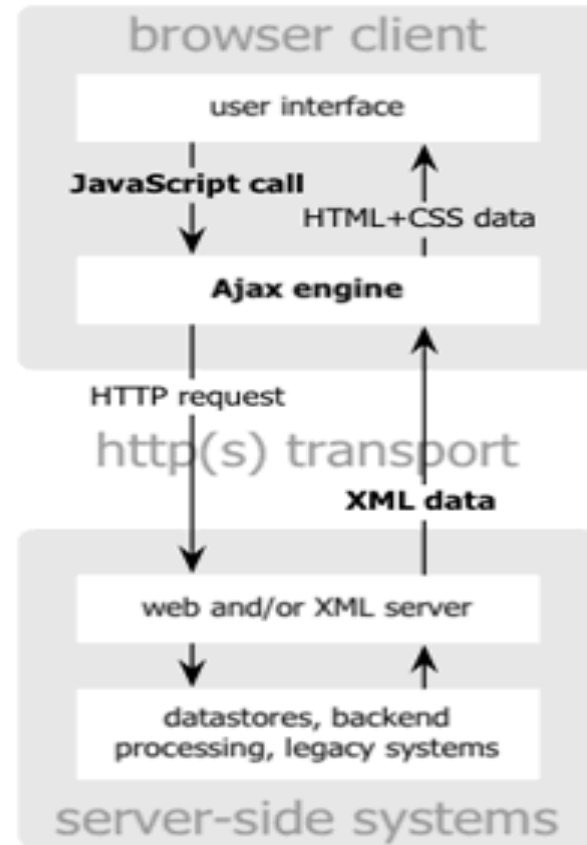 browser client
user interface
JavaScript call
HTML+CSS data
Ajax engine
HTTP request
http(s) transport
XML data
web and/or XML server
datastores, backend
processing, legacy systems
server-side systems